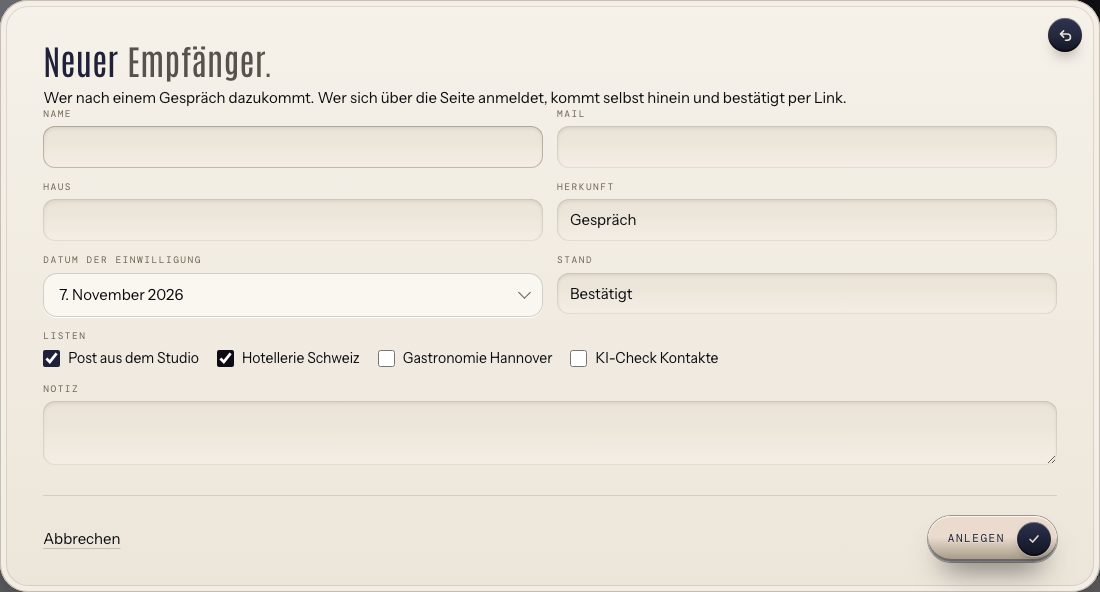 Neuer Empfänger.
Wer nach einem Gespräch dazukommt. Wer sich über die Seite anmeldet, kommt selbst hinein und bestätigt per Link.
NAME
MAIL
HAUS
HERKUNFT
Gespräch
DATUM DER EINWILLIGUNG
STAND
7. November 2026
Bestätigt
LISTEN
Post aus dem Studio
Hotellerie Schweiz
Gastronomie Hannover
KI-Check Kontakte
NOTIZ
Abbrechen
ANLEGEN